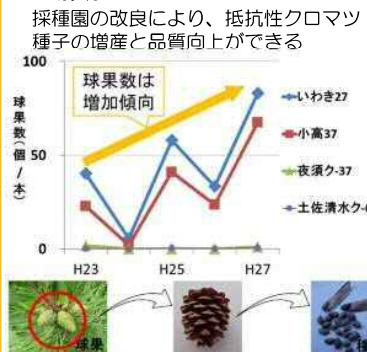 採種園の改良により、抵抗性クロマツ
種子の増産と品質向上ができる
球果数は
増加傾向
球果数(個/本)
100
50
0
H23
H25
H27
いわき27
小高37
夜須ク-37
土佐清水ク-
球果